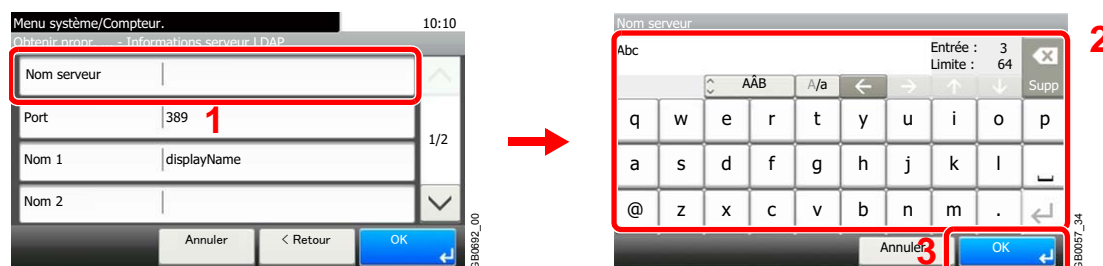 Menu système/Compteur.
10:10
Obtenir propr. - Informations serveur LDAP
Nom serveur
Port
389
1
Nom 1
displayName
1/2
Nom 2
Annuler
< Retour
OK
GB0692_00
Nom serveur
2
Abc
Entrée : 3
Limite : 64
AÂB
A/a
Supp
q w e r t y u i o p
a s d f g h j k l
@ z x c v b n m .
Annuler
3
OK
GB0057_34